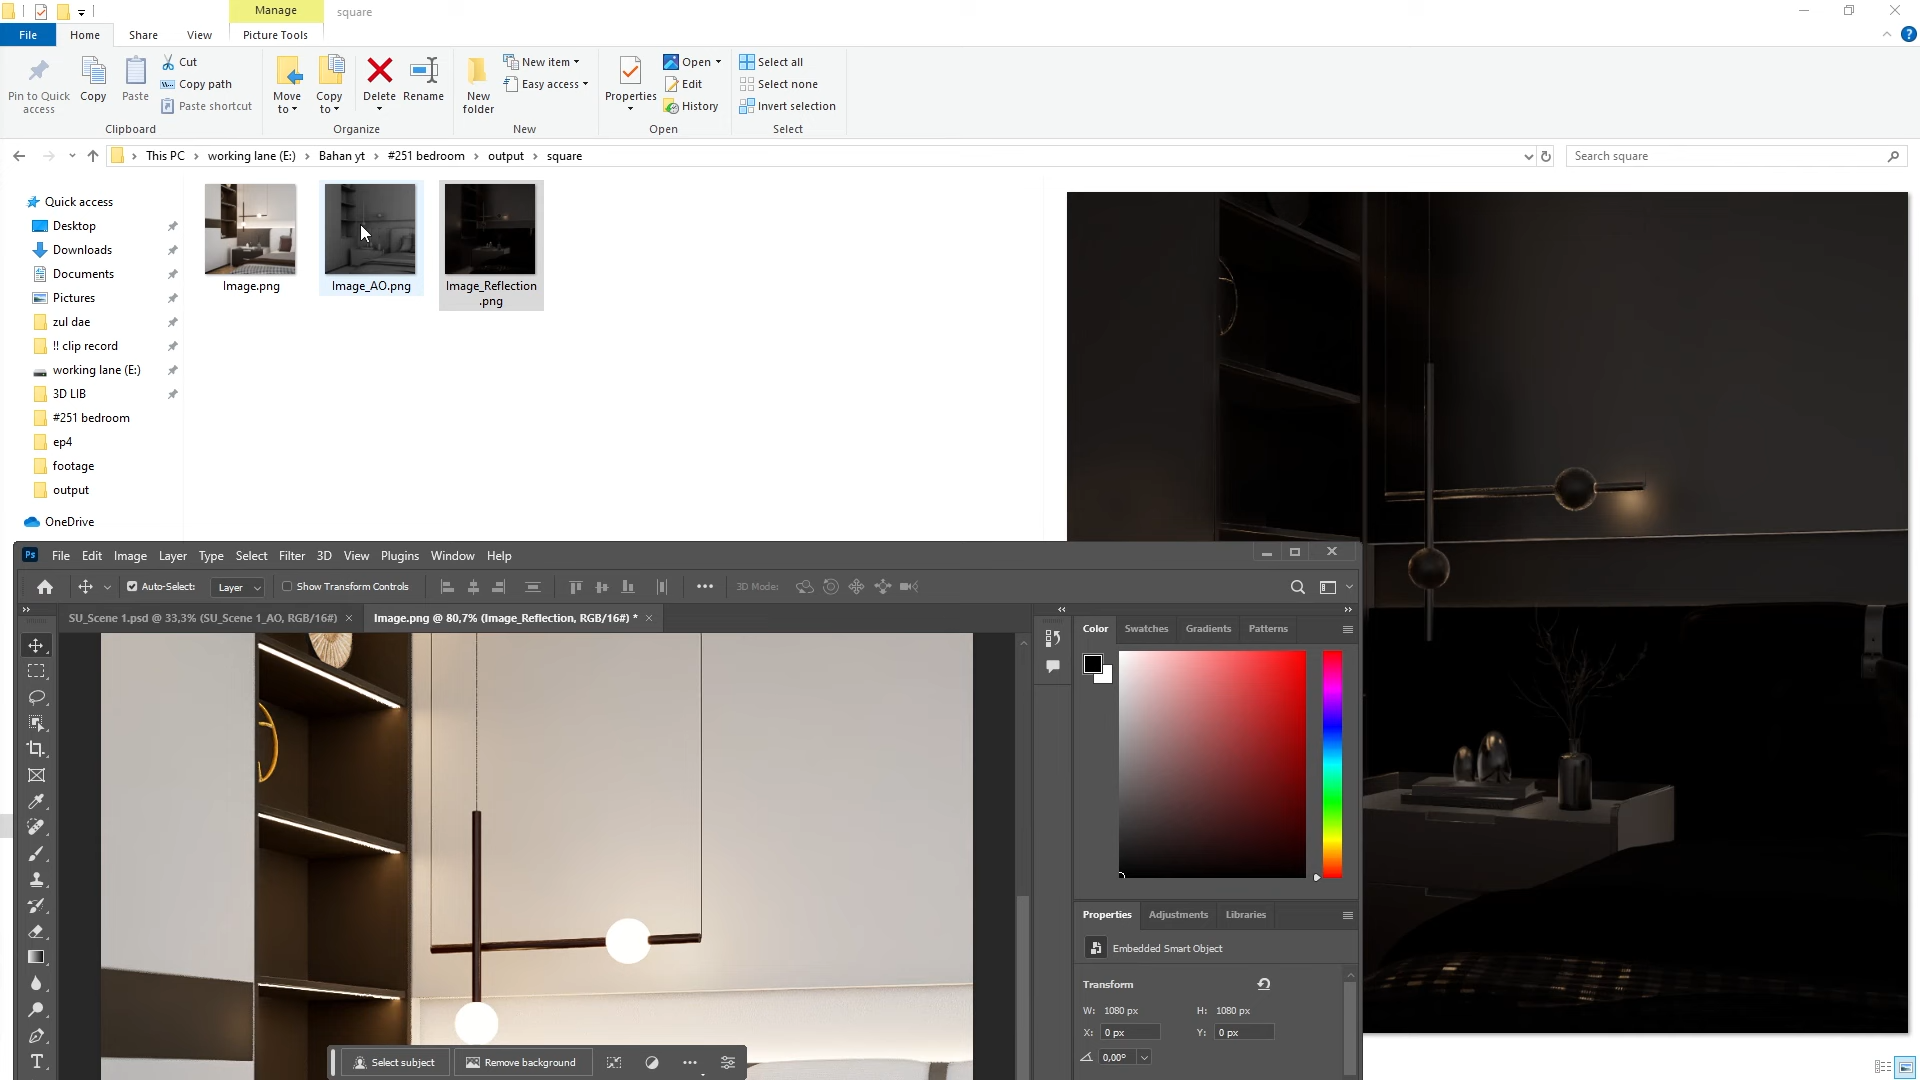 Manage
square
File
Home
Share
View
Picture Tools
Pin to Quick
access
Copy
Paste
Cut
Copy path
Paste shortcut
Clipboard
Move
to
Copy
to
Delete
Rename
Organize
New
folder
New item
Easy access
New
Properties
Open
Edit
History
Open
Select all
Select none
Invert selection
Select
This PC
working lane (E:)
Bahan yt
#251 bedroom
output
square
Search square
Quick access
Desktop
Downloads
Documents
Pictures
zul dae
!! clip record
working lane (E:)
3D LIB
#251 bedroom
ep4
footage
output
OneDrive
Image.png
Image_AO.png
Image_Reflection
.png
Ps
File
Edit
Image
Layer
Type
Select
Filter
3D
View
Plugins
Window
Help
Auto-Select:
Layer
Show Transform Controls
3D Mode:
SU_Scene 1.psd @ 33,3% (SU_Scene 1_AO, RGB/16#)
Image.png @ 80,7% (Image_Reflection, RGB/16#) *
Color
Swatches
Gradients
Patterns
Properties
Adjustments
Libraries
Embedded Smart Object
Transform
W: 1080 px
H: 1080 px
X: 0 px
Y: 0 px
0,00°
Select subject
Remove background